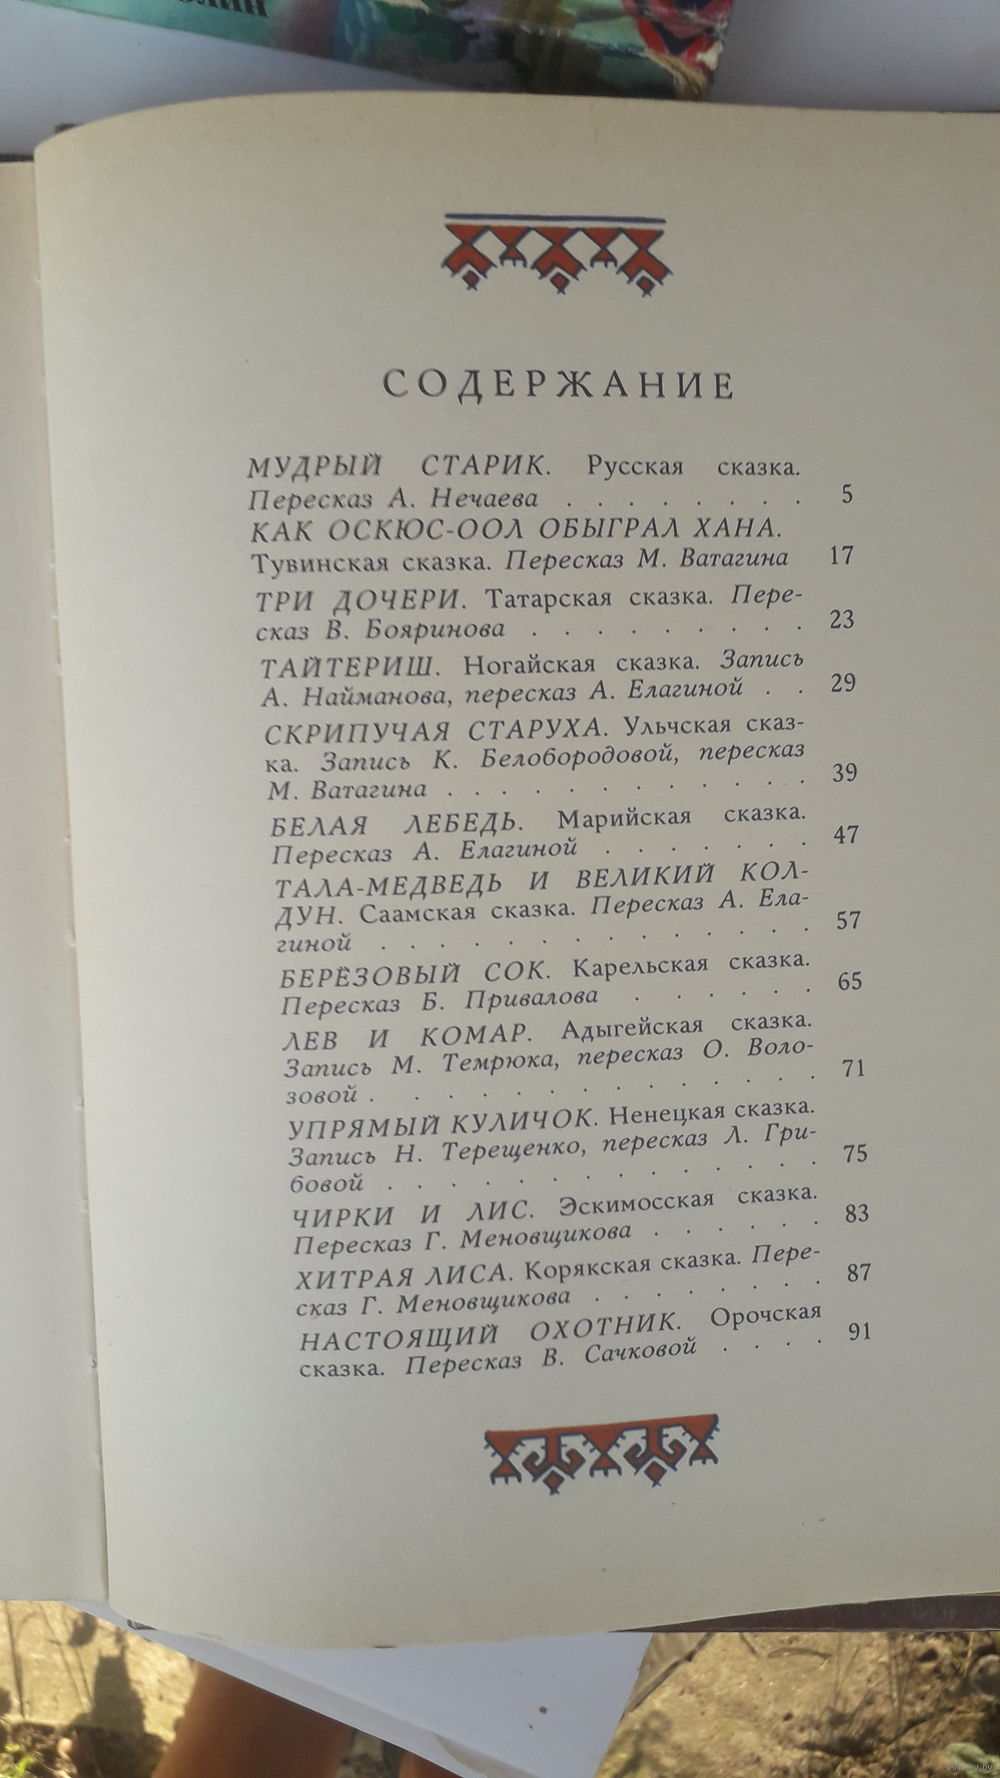 СОДЕРЖАНИЕ
МУДРЫЙ СТАРИК. Русская сказка.
Пересказ А. Нечаева . . . . . . . . 5
КАК ОСКЮС-ООЛ ОБЫГРАЛ ХАНА.
Тувинская сказка. Пересказ М. Ватагина 17
ТРИ ДОЧЕРИ. Татарская сказка. Пере-
сказ В. Бояринова . . . . . . . . . 23
ТАЙТЕРИШ. Ногайская сказка. Запись
А. Найманова, пересказ А. Елагиной . . 29
СКРИПУЧАЯ СТАРУХА. Ульчская сказ-
ка. Запись К. Белобородовой, пересказ
М. Ватагина . . . . . . . . . . . . . 39
БЕЛАЯ ЛЕБЕДЬ. Марийская сказка.
Пересказ А. Елагиной . . . . . . . 47
ТАЛА-МЕДВЕДЬ И ВЕЛИКИЙ КОЛ-
ДУН. Саамская сказка. Пересказ А. Ела-
гиной . . . . . . . . . . . . . . 57
БЕРЁЗОВЫЙ СОК. Карельская сказка.
Пересказ Б. Привалова . . . . . . 65
ЛЕВ И КОМАР. Адыгейская сказка.
Запись М. Темрюка, пересказ О. Воло-
зовой . . . . . . . . . . . . . 71
УПРЯМЫЙ КУЛИЧОК. Ненецкая сказка.
Запись Н. Терещенко, пересказ Л. Гри-
бовой . . . . . . . . . . . . . . 75
ЧИРКИ И ЛИС. Эскимосская сказка.
Пересказ Г. Меновщикова . . . . . . 83
ХИТРАЯ ЛИСА. Корякская сказка. Пере-
сказ Г. Меновщикова . . . . . . . . 87
НАСТОЯЩИЙ ОХОТНИК. Орочская
сказка. Пересказ В. Сачковой . . . . 91